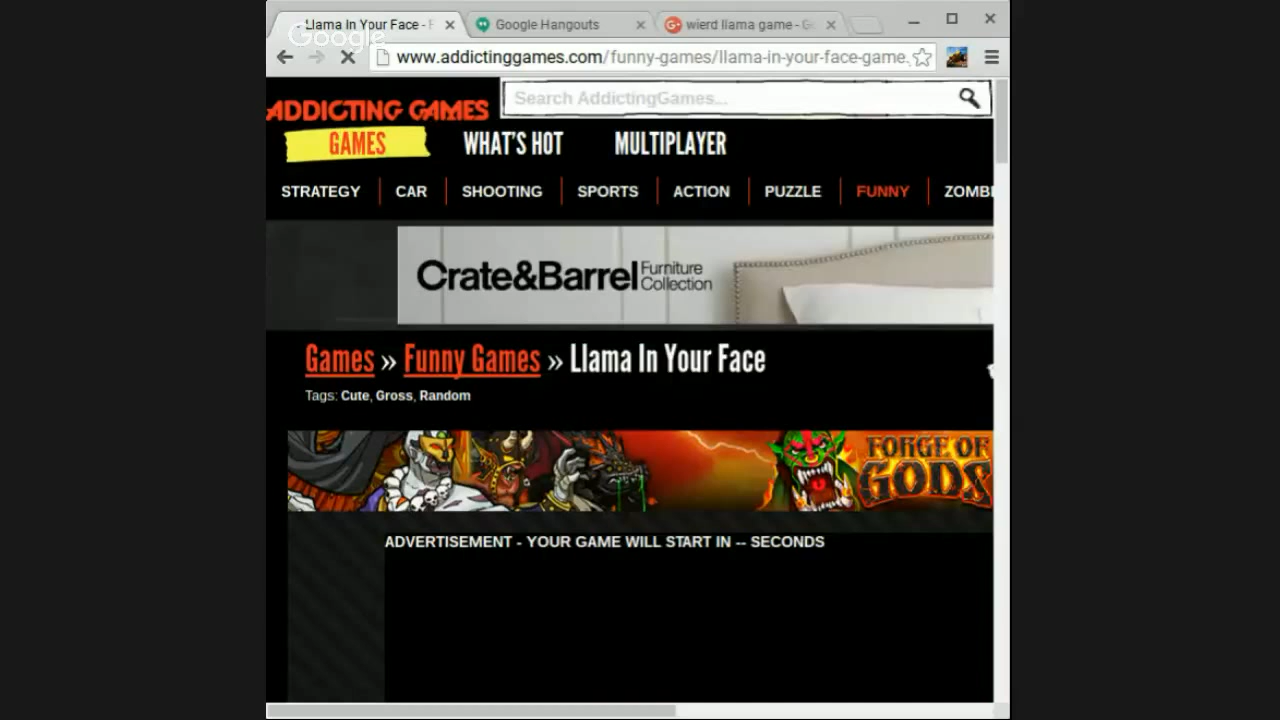 Llama In Your Face -
Google Hangouts
wierd llama game -
Google
www.addictinggames.com/funny-games/llama-in-your-face-game.
ADDICTING GAMES
Search AddictingGames...
GAMES WHAT'S HOT MULTIPLAYER
STRATEGY CAR SHOOTING SPORTS ACTION PUZZLE FUNNY ZOMBI
Crate&Barrel Furniture
Collection
Games » Funny Games » Llama In Your Face
Tags: Cute, Gross, Random
FORGE OF
GODS
ADVERTISEMENT - YOUR GAME WILL START IN -- SECONDS